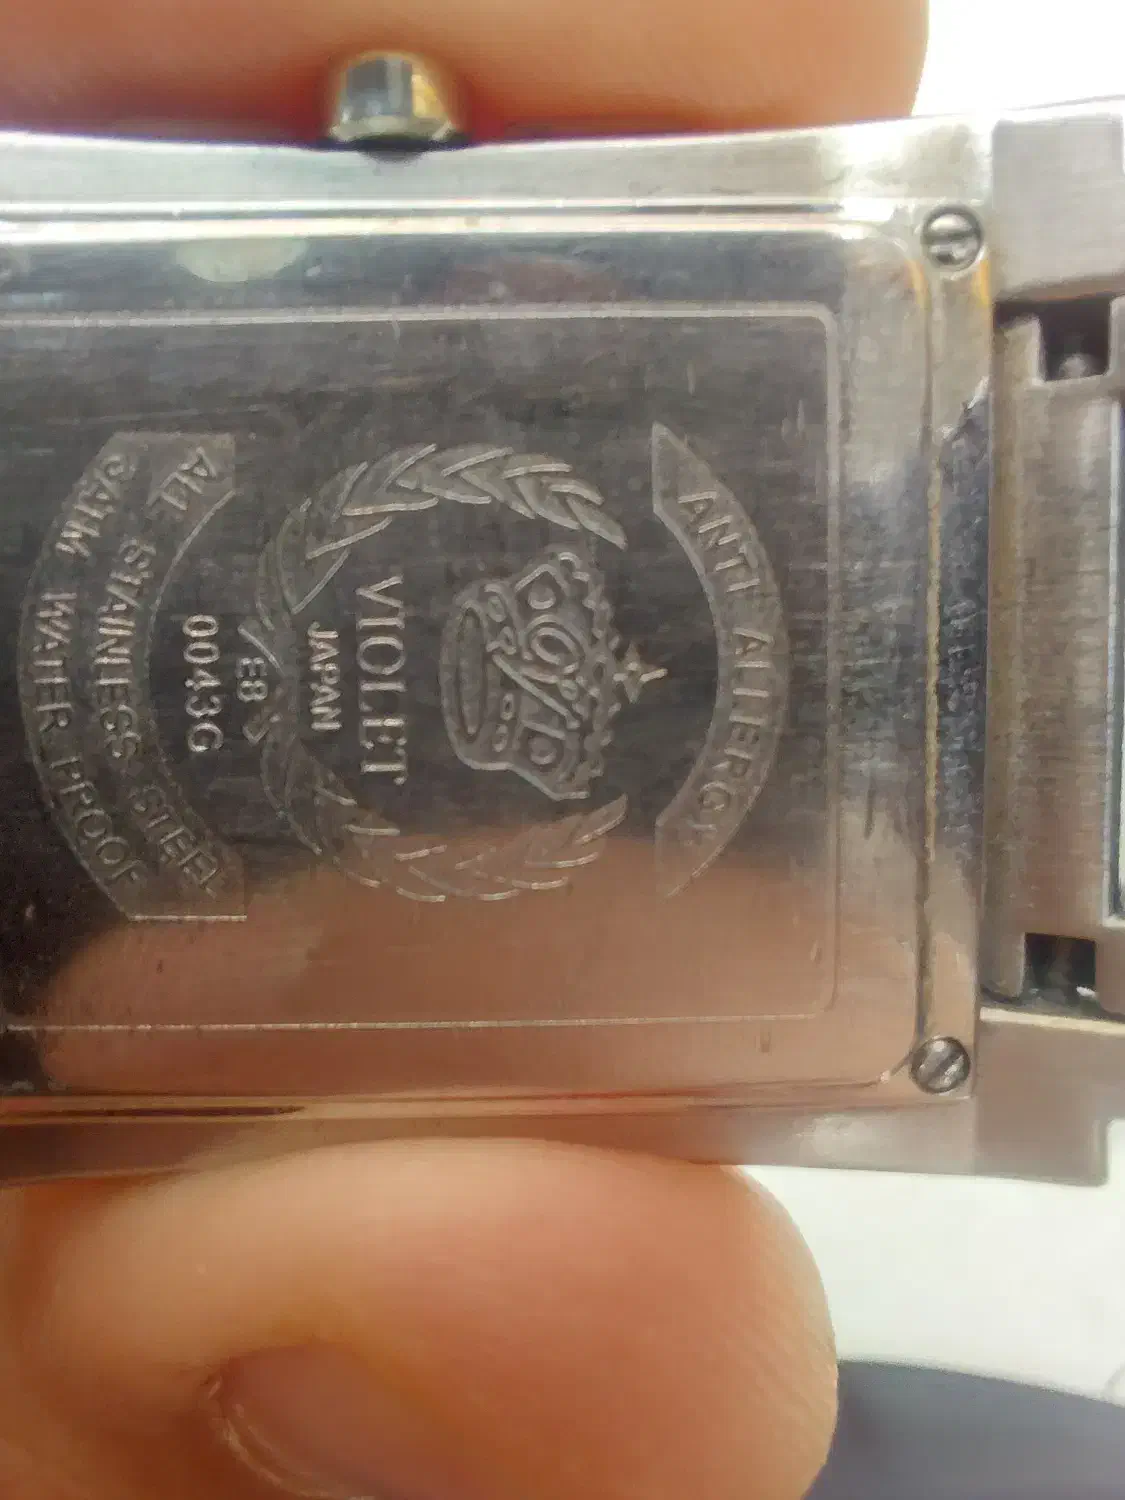 ANTI ALLERGY
VIOLET
JAPAN
E8
0043G
ALL STAINLESS STEEL
WATER PROOF